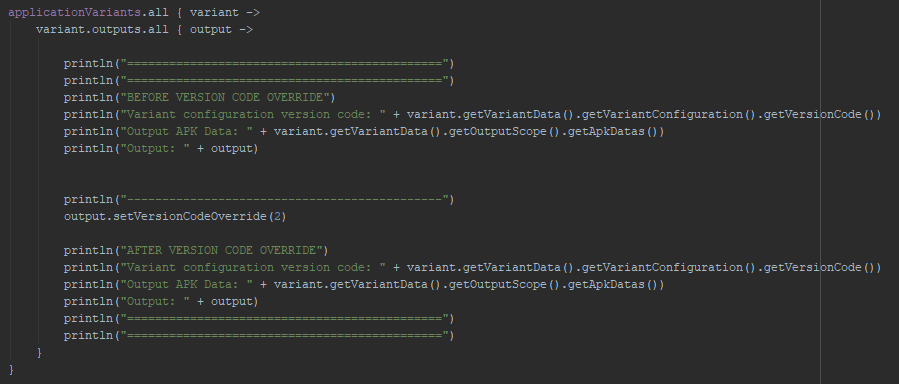 applicationVariants.all { variant ->
    variant.outputs.all { output ->
        println("=============================================")
        println("=============================================")
        println("BEFORE VERSION CODE OVERRIDE")
        println("Variant configuration version code: " + variant.getVariantData().getVariantConfiguration().getVersionCode())
        println("Output APK Data: " + variant.getVariantData().getOutputScope().getApkDatas())
        println("Output: " + output)
        println("---------------------------------------------")
        output.setVersionCodeOverride(2)
        println("AFTER VERSION CODE OVERRIDE")
        println("Variant configuration version code: " + variant.getVariantData().getVariantConfiguration().getVersionCode())
        println("Output APK Data: " + variant.getVariantData().getOutputScope().getApkDatas())
        println("Output: " + output)
        println("=============================================")
        println("=============================================")
    }
}